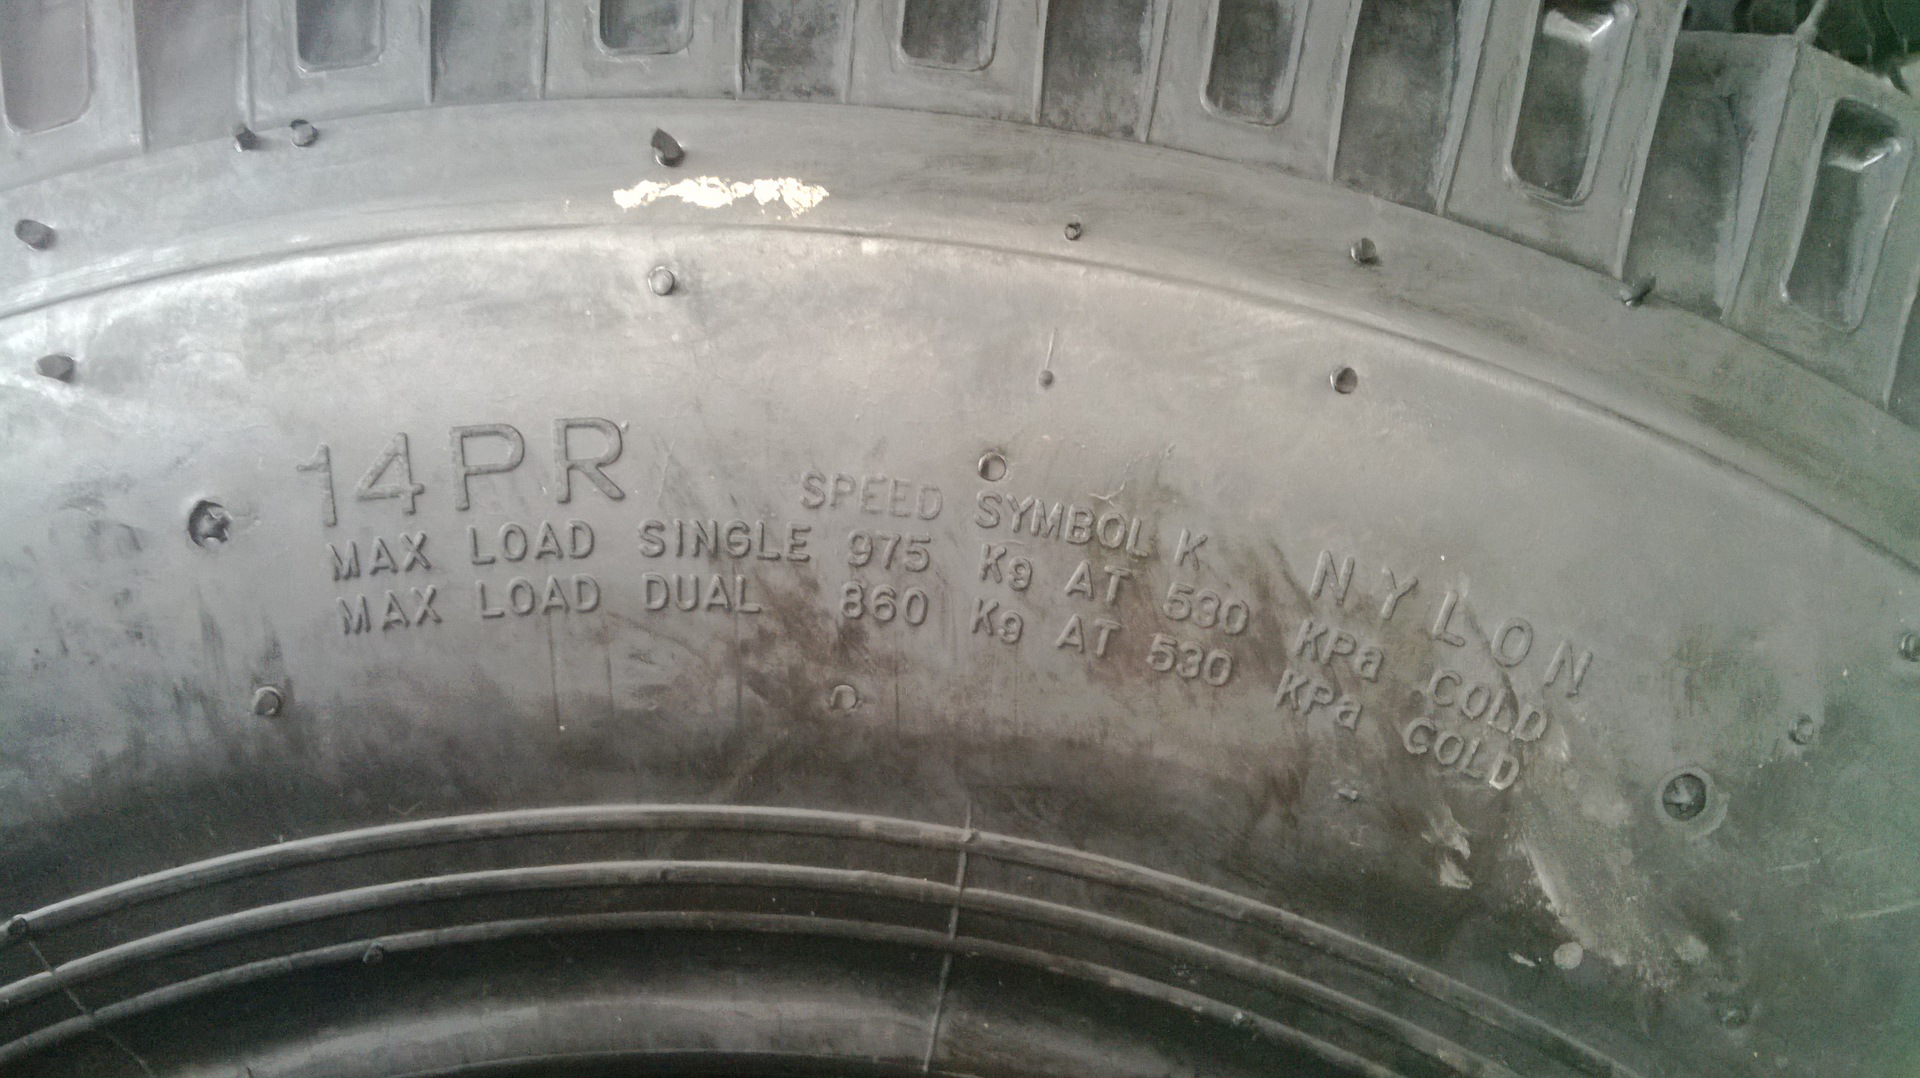 14PR
SPEED SYMBOL K
NYLON
MAX LOAD SINGLE 975 Kg AT 530 KPa COLD
MAX LOAD DUAL 860 Kg AT 530 KPa COLD